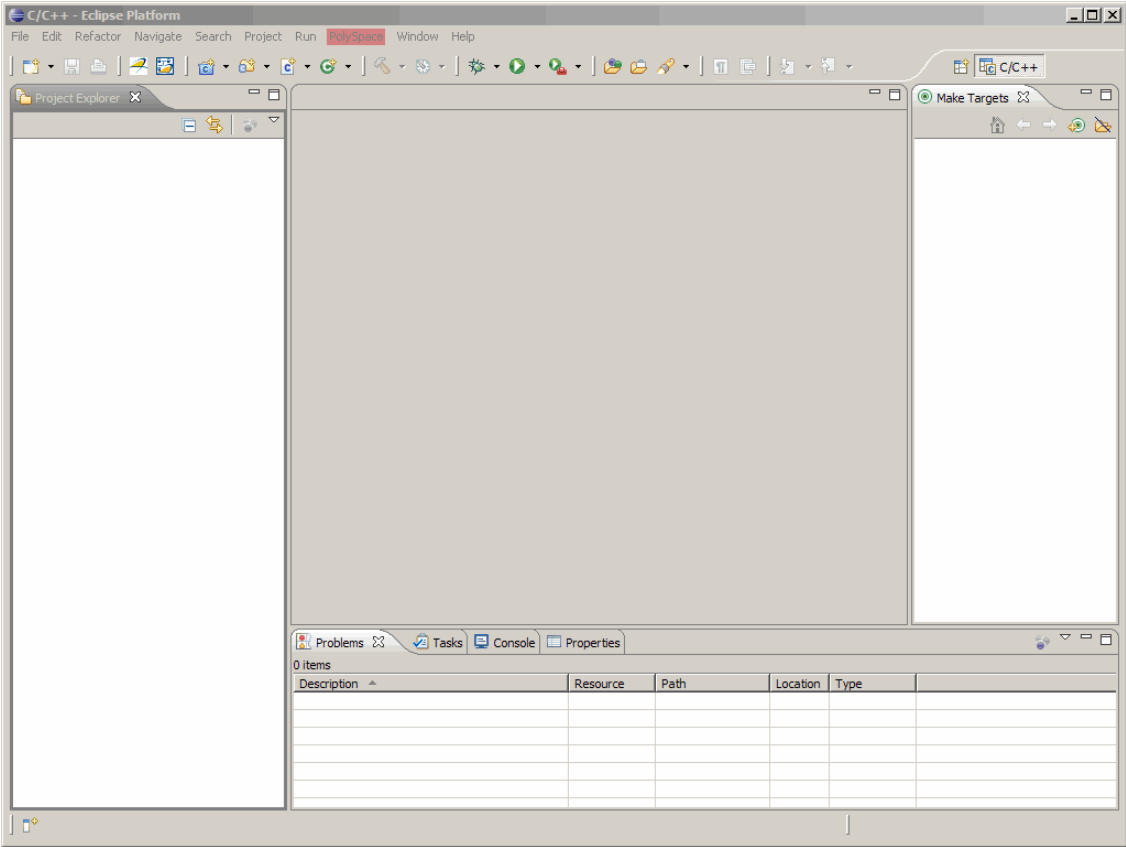 C/C++ - Eclipse Platform
File Edit Refactor Navigate Search Project Run PolySpace Window Help
C/C++
Project Explorer
Make Targets
Problems Tasks Console Properties
0 items
Description Resource Path Location Type